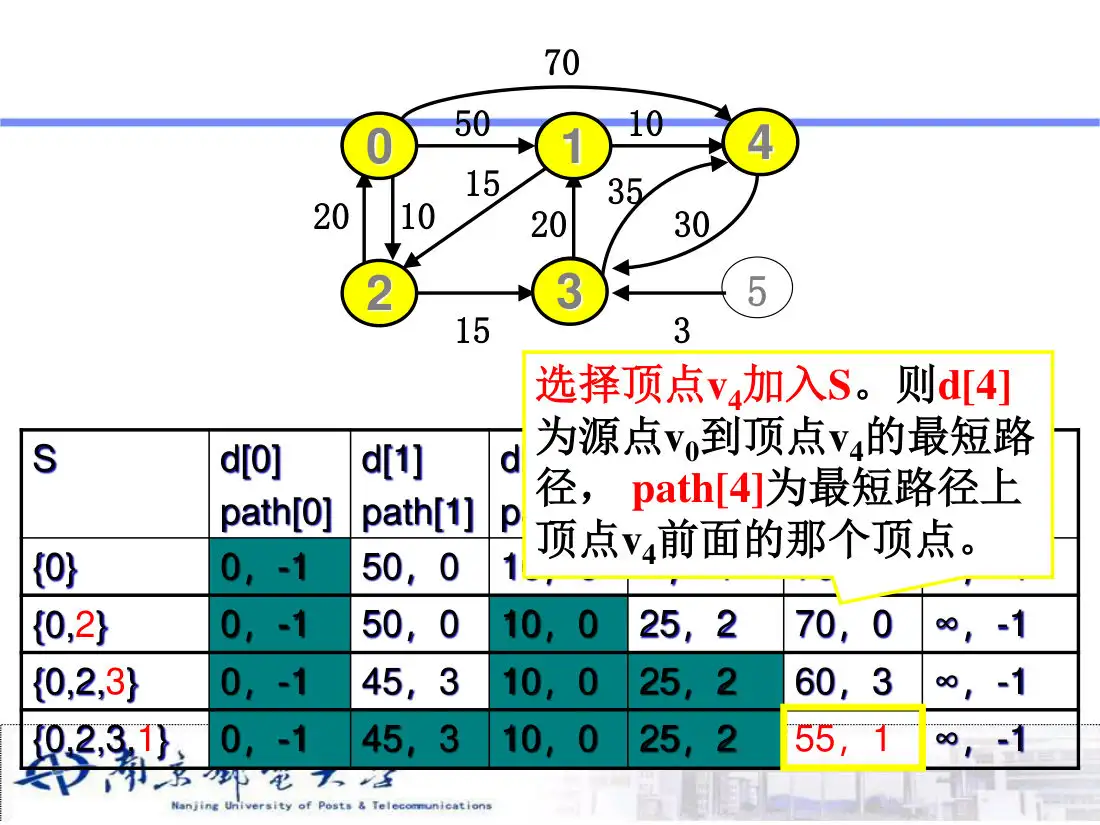 70
50
10
0
1
4
15
35
20
10
20
30
2
3
5
15
3
选择顶点v4加入S。则d[4]
为源点v0到顶点v4的最短路
径， path[4]为最短路径上
顶点v4前面的那个顶点。
S d[0] d[1] d
path[0] path[1]
{0} 0，-1 50，0
{0,2} 0，-1 50，0 10，0 25，2 70，0 ∞，-1
{0,2,3} 0，-1 45，3 10，0 25，2 60，3 ∞，-1
{0,2,3,1} 0，-1 45，3 10，0 25，2 55，1 ∞，-1
南京邮电大学
Nanjing University of Posts & Telecommunications